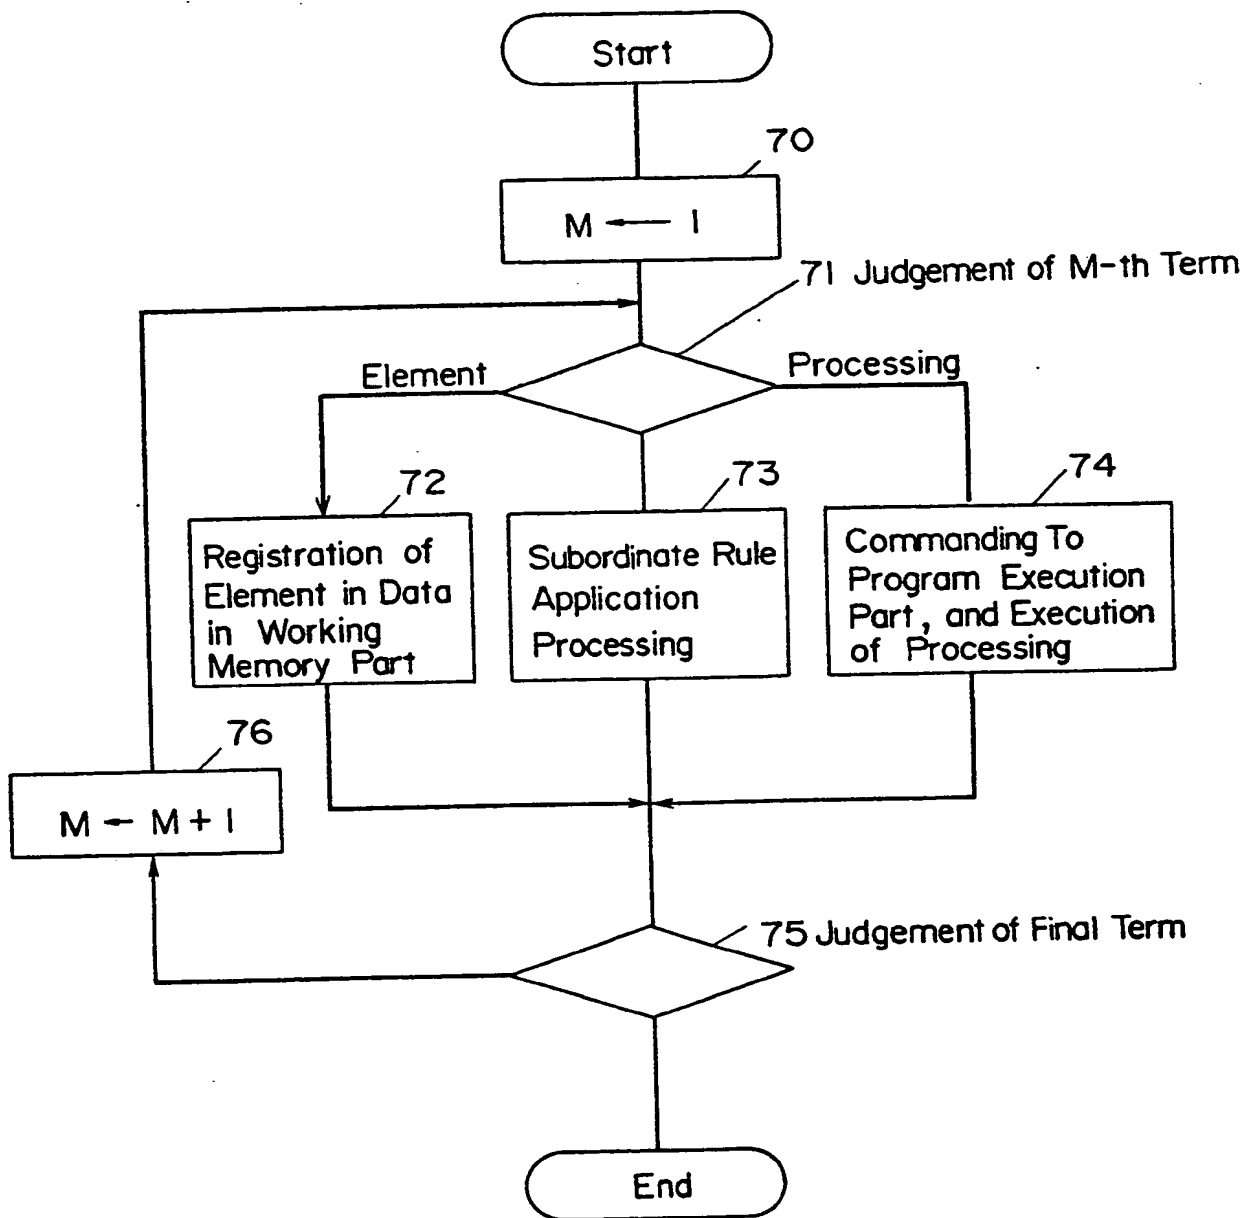 Start
70
M ← 1
71 Judgement of M-th Term
Element
Processing
72
73
74
Registration of
Element in Data
in Working
Memory Part
Subordinate Rule
Application
Processing
Commanding To
Program Execution
Part, and Execution
of Processing
76
M ← M + 1
75 Judgement of Final Term
End